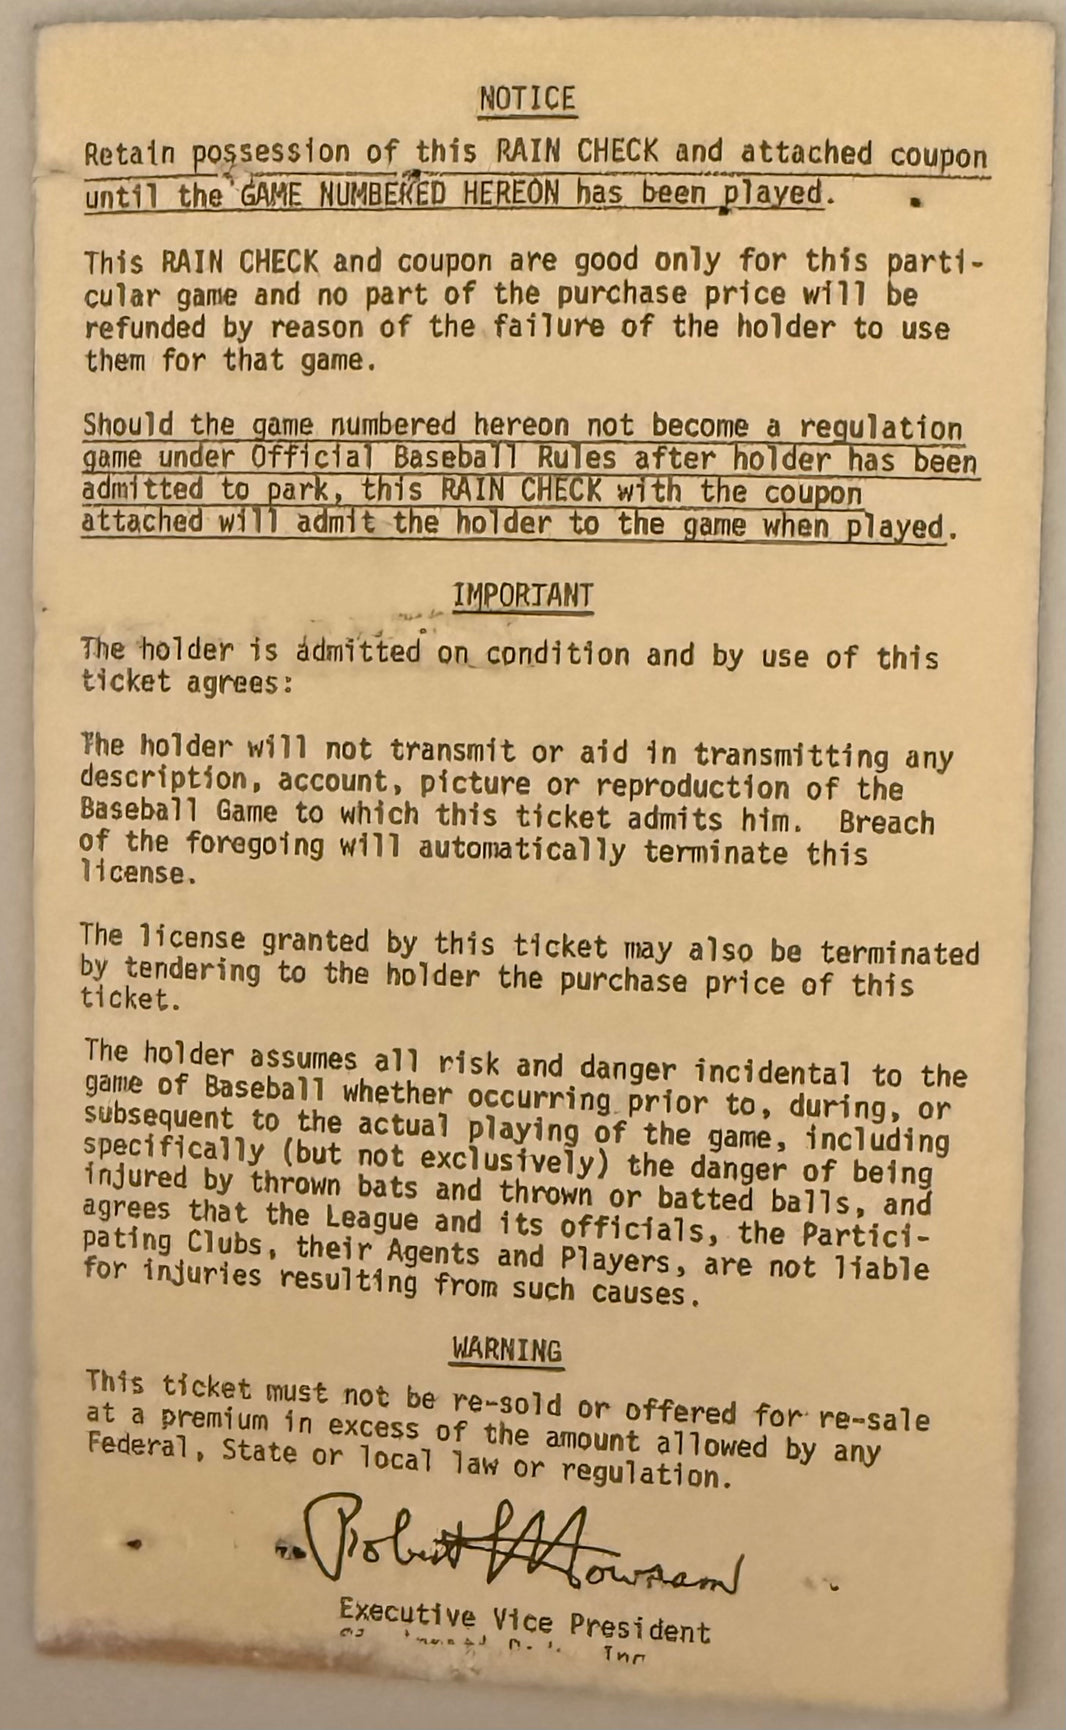 NOTICE
Retain possession of this RAIN CHECK and attached coupon
until the GAME NUMBERED HEREON has been played.
This RAIN CHECK and coupon are good only for this parti-
cular game and no part of the purchase price will be
refunded by reason of the failure of the holder to use
them for that game.
Should the game numbered hereon not become a regulation
game under Official Baseball Rules after holder has been
admitted to park, this RAIN CHECK with the coupon
attached will admit the holder to the game when played.
IMPORTANT
The holder is admitted on condition and by use of this
ticket agrees:
The holder will not transmit or aid in transmitting any
description, account, picture or reproduction of the
Baseball Game to which this ticket admits him. Breach
of the foregoing will automatically terminate this
license.
The license granted by this ticket may also be terminated
by tendering to the holder the purchase price of this
ticket.
The holder assumes all risk and danger incidental to the
game of Baseball whether occurring prior to, during, or
subsequent to the actual playing of the game, including
specifically (but not exclusively) the danger of being
injured by thrown bats and thrown or batted balls, and
agrees that the League and its officials, the Partici-
pating Clubs, their Agents and Players, are not liable
for injuries resulting from such causes.
WARNING
This ticket must not be re-sold or offered for re-sale
at a premium in excess of the amount allowed by any
Federal, State or local law or regulation.
Robert
Executive Vice President
Inc